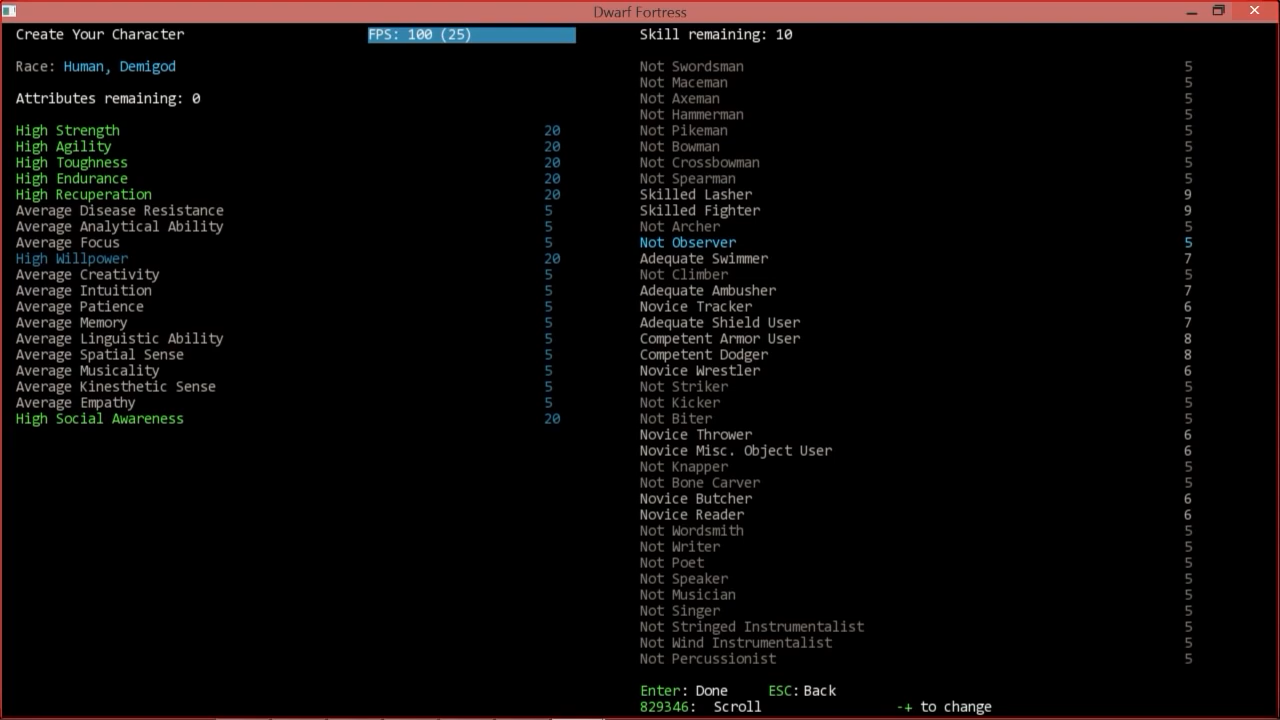 Dwarf Fortress
Create Your Character
FPS: 100 (25)
Race: Human, Demigod
Attributes remaining: 0
High Strength 20
High Agility 20
High Toughness 20
High Endurance 20
High Recuperation 20
Average Disease Resistance 5
Average Analytical Ability 5
Average Focus 5
High Willpower 20
Average Creativity 5
Average Intuition 5
Average Patience 5
Average Memory 5
Average Linguistic Ability 5
Average Spatial Sense 5
Average Musicality 5
Average Kinesthetic Sense 5
Average Empathy 5
High Social Awareness 20
Skill remaining: 10
Not Swordsman 5
Not Maceman 5
Not Axeman 5
Not Hammerman 5
Not Pikeman 5
Not Bowman 5
Not Crossbowman 5
Not Spearman 5
Skilled Lasher 9
Skilled Fighter 9
Not Archer 5
Not Observer 5
Adequate Swimmer 7
Not Climber 5
Adequate Ambusher 7
Novice Tracker 6
Adequate Shield User 7
Competent Armor User 8
Competent Dodger 8
Novice Wrestler 6
Not Striker 5
Not Kicker 5
Not Biter 5
Novice Thrower 6
Novice Misc. Object User 6
Not Knapper 5
Not Bone Carver 5
Novice Butcher 6
Novice Reader 6
Not Wordsmith 5
Not Writer 5
Not Poet 5
Not Speaker 5
Not Musician 5
Not Singer 5
Not Stringed Instrumentalist 5
Not Wind Instrumentalist 5
Not Percussionist 5
Enter: Done ESC: Back
829346: Scroll -+ to change